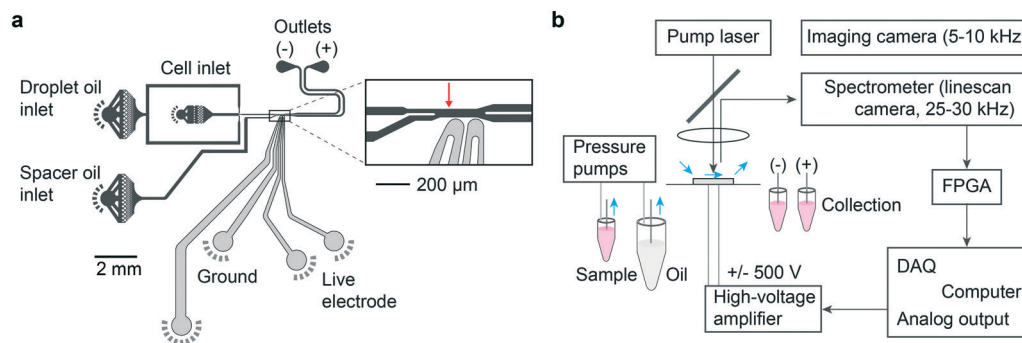 a
Outlets
(-) (+)
Droplet oil
inlet
Cell inlet
Spacer oil
inlet
200 µm
2 mm
Ground
Live
electrode
b
Pump laser
Imaging camera (5-10 kHz)
Spectrometer (linescan
camera, 25-30 kHz)
Pressure
pumps
(-) (+)
Collection
FPGA
Sample
Oil
+/- 500 V
High-voltage
amplifier
DAQ
Computer
Analog output